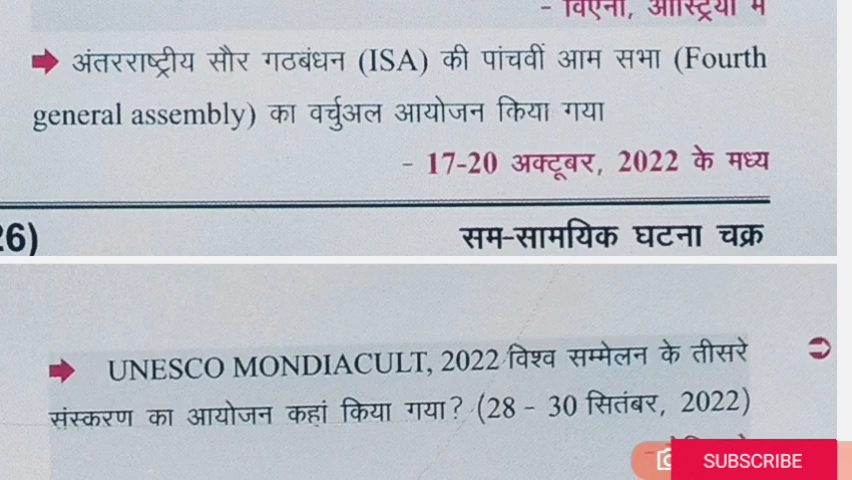 - विएना, ऑस्ट्रिया में
अंतरराष्ट्रीय सौर गठबंधन (ISA) की पांचवीं आम सभा (Fourth
general assembly) का वर्चुअल आयोजन किया गया
- 17-20 अक्टूबर, 2022 के मध्य
26)
सम-सामयिक घटना चक्र
UNESCO MONDIACULT, 2022 विश्व सम्मेलन के तीसरे
संस्करण का आयोजन कहां किया गया? (28 - 30 सितंबर, 2022)
SUBSCRIBE